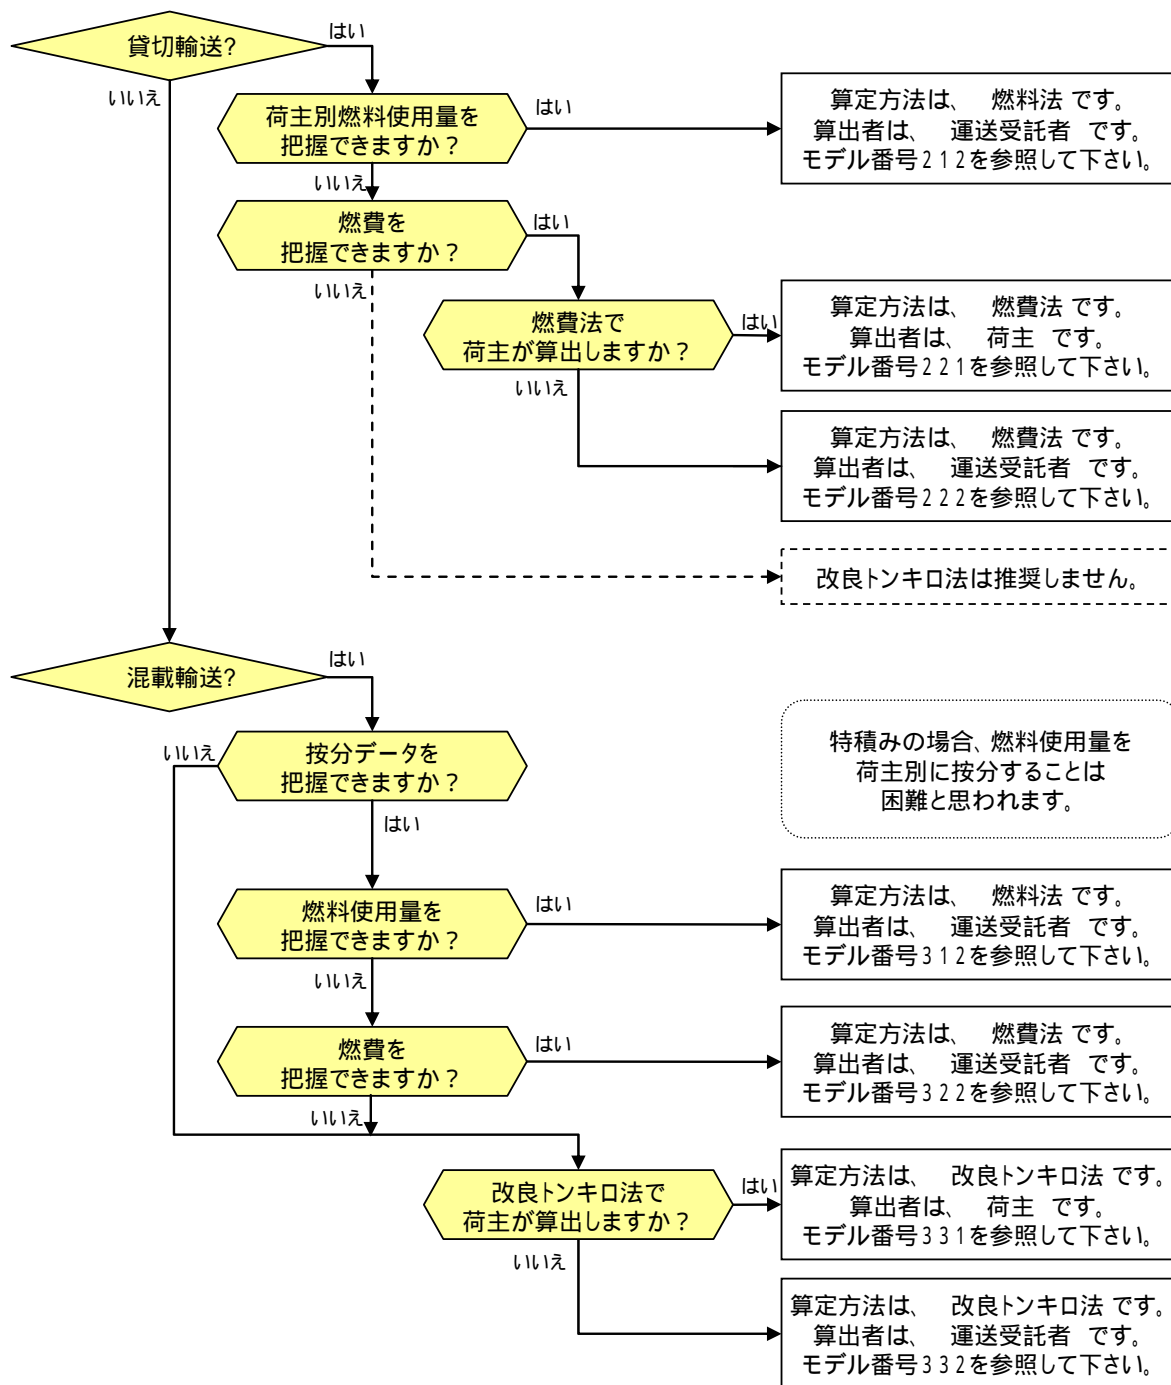 貸切輸送?
はい
いいえ
荷主別燃料使用量を
把握できますか？
はい
算定方法は、　燃料法 です。
算出者は、　運送受託者　です。
モデル番号２１２を参照して下さい。
いいえ
燃費を
把握できますか？
はい
いいえ
燃費法で
荷主が算出しますか？
はい
算定方法は、　燃費法 です。
算出者は、　荷主　です。
モデル番号２２１を参照して下さい。
いいえ
算定方法は、　燃費法 です。
算出者は、　運送受託者　です。
モデル番号２２２を参照して下さい。
改良トンキロ法は推奨しません。
混載輸送?
はい
いいえ
按分データを
把握できますか？
はい
特積みの場合、燃料使用量を
荷主別に按分することは
困難と思われます。
燃料使用量を
把握できますか？
はい
算定方法は、　燃料法 です。
算出者は、　運送受託者　です。
モデル番号３１２を参照して下さい。
いいえ
燃費を
把握できますか？
はい
算定方法は、　燃費法 です。
算出者は、　運送受託者　です。
モデル番号３２２を参照して下さい。
いいえ
改良トンキロ法で
荷主が算出しますか？
はい
算定方法は、　改良トンキロ法 です。
算出者は、　荷主　です。
モデル番号３３１を参照して下さい。
いいえ
算定方法は、　改良トンキロ法 です。
算出者は、　運送受託者　です。
モデル番号３３２を参照して下さい。